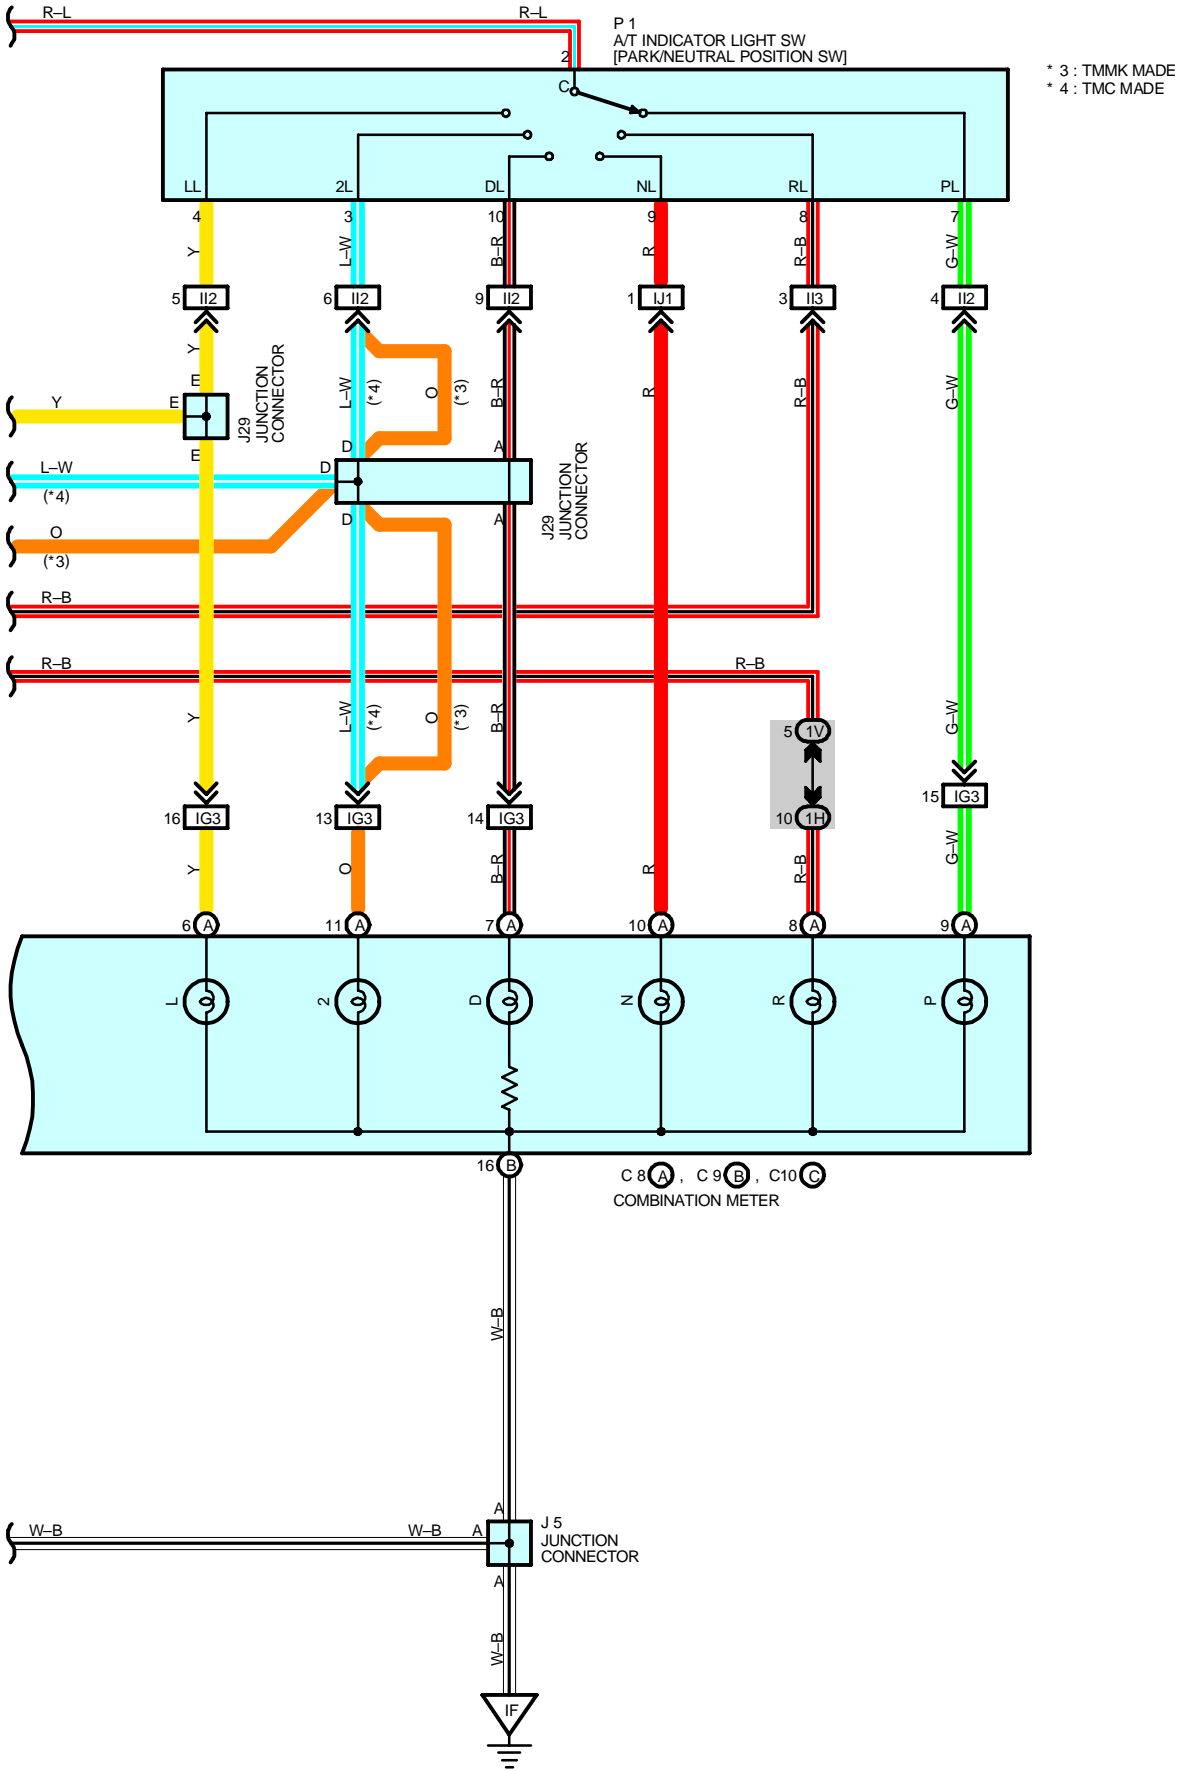 R–L R–L
P 1
A/T INDICATOR LIGHT SW
[PARK/NEUTRAL POSITION SW]
2
* 3 : TMMK MADE
* 4 : TMC MADE
C
LL 2L DL NL RL PL
4 3 10 9 8 7
Y L–W B–R R R–B G–W
5 II2 6 II2 9 II2 1 IJ1 3 II3 4 II2
Y L–W (*4) O (*3) B–R R R–B G–W
E
Y E
J29
JUNCTION
CONNECTOR
E
D A
L–W D
(*4)
J29
JUNCTION
CONNECTOR
D A
O
(*3)
R–B
R–B R–B
Y L–W (*4) O (*3) B–R G–W
5 1V
15 IG3
16 IG3 13 IG3 14 IG3 10 1H
Y O B–R R R–B G–W
6 A 11 A 7 A 10 A 8 A 9 A
L 2 D N R P
16 B
C 8 A , C 9 B , C10 C
COMBINATION METER
W–B
A
W–B W–B A
J 5
JUNCTION
CONNECTOR
A
W–B
IF